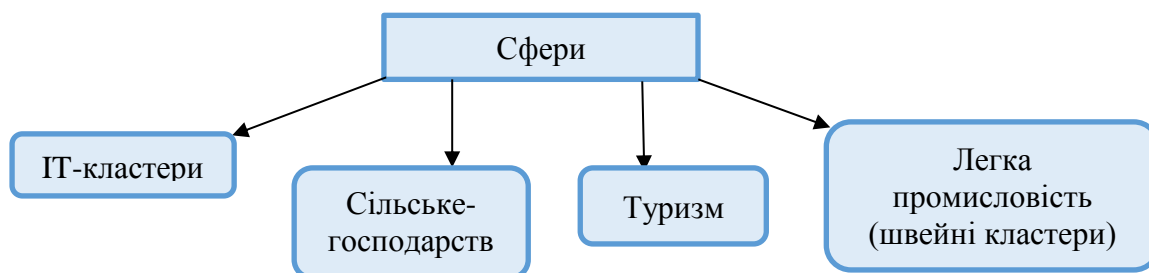 Сфери
ІТ-кластери
Сільське-
господарств
Туризм
Легка
промисловість
(швейні кластери)